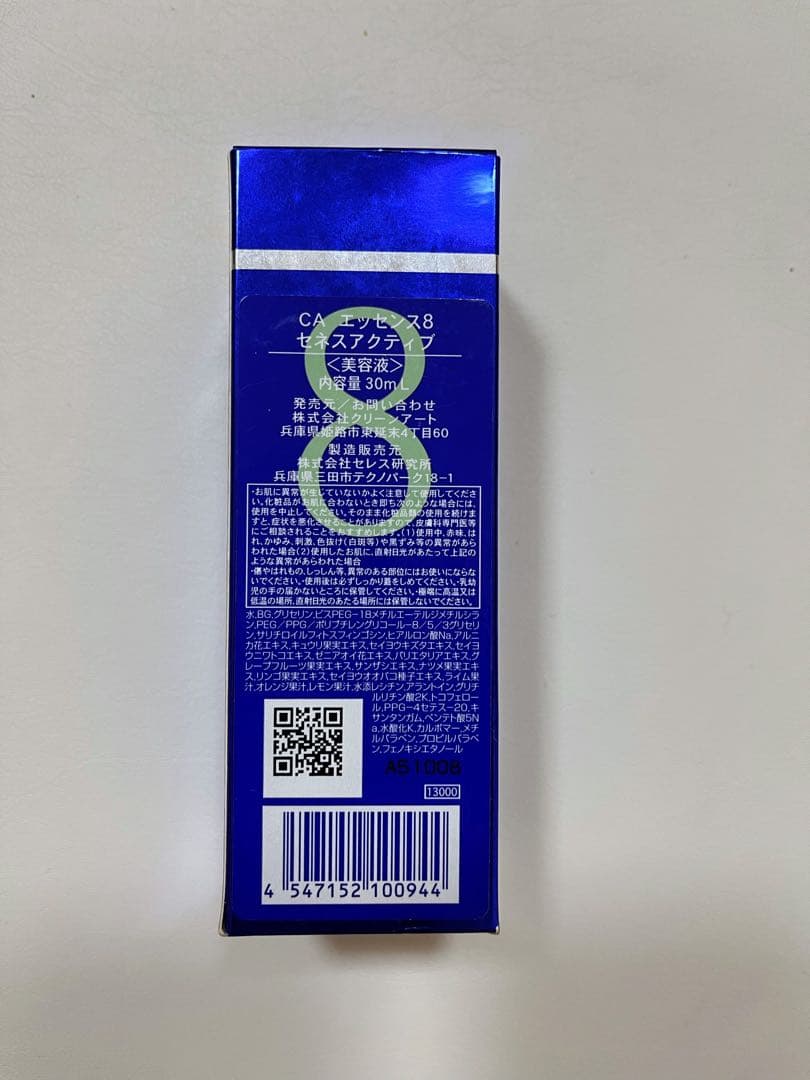 CA エッセンス8
セネスアクティブ
<美容液>
内容量 30mL
発売元/お問い合わせ
株式会社クリーンアート
兵庫県姫路市東延末4丁目60
製造販売元
株式会社セレス研究所
兵庫県三田市テクノパーク18-1
・お肌に異常が生じていないかよく注意して使用してくださ
い。化粧品がお肌に合わないとき即ち次のような場合には、
使用を中止してください。そのまま化粧品類の使用を続けま
すと、症状を悪化させることがありますので、皮膚科専門医等
にご相談されることをおすすめします。(1)使用中、赤味、は
れ、かゆみ、刺激、色抜け(白斑等)や黒ずみ等の異常があら
われた場合(2)使用したお肌に、直射日光があたって上記の
ような異常があらわれた場合
・傷やはれもの、しっしん等、異常のある部位にはお使いにならな
いでください。・使用後は必ずしっかり蓋をしめてください。・乳幼
児の手の届かないところに保管してください。・極端に高温又は
低温の場所、直射日光のあたる場所には保管しないでください。
水,BG,グリセリン,ビスPEG-18メチルエーテルジメチルシラ
ン,PEG/PPG/ポリブチレングリコール-8/5/3グリセリ
ン,サリチロイルフィトスフィンゴシン,ヒアルロン酸Na,アルニ
カ花エキス,キュウリ果実エキス,セイヨウキズタエキス,セイヨ
ウニワトコエキス,ゼニアオイ花エキス,パリエタリアエキス,グ
レープフルーツ果実エキス,サンザシエキス,ナツメ果実エキ
ス,リンゴ果実エキス,セイヨウオオバコ種子エキス,ライム果
汁,オレンジ果汁,レモン果汁,水添レシチン,アラントイン,グリチ
ルリチン酸2K,トコフェロ
ール,PPG-4セテス-20,キ
サンタンガム,ペンテト酸5N
a,水酸化K,カルボマー,メチ
ルパラベン,プロピルパラベ
ン,フェノキシエタノール
A51008
13000
4 547152 100944
8